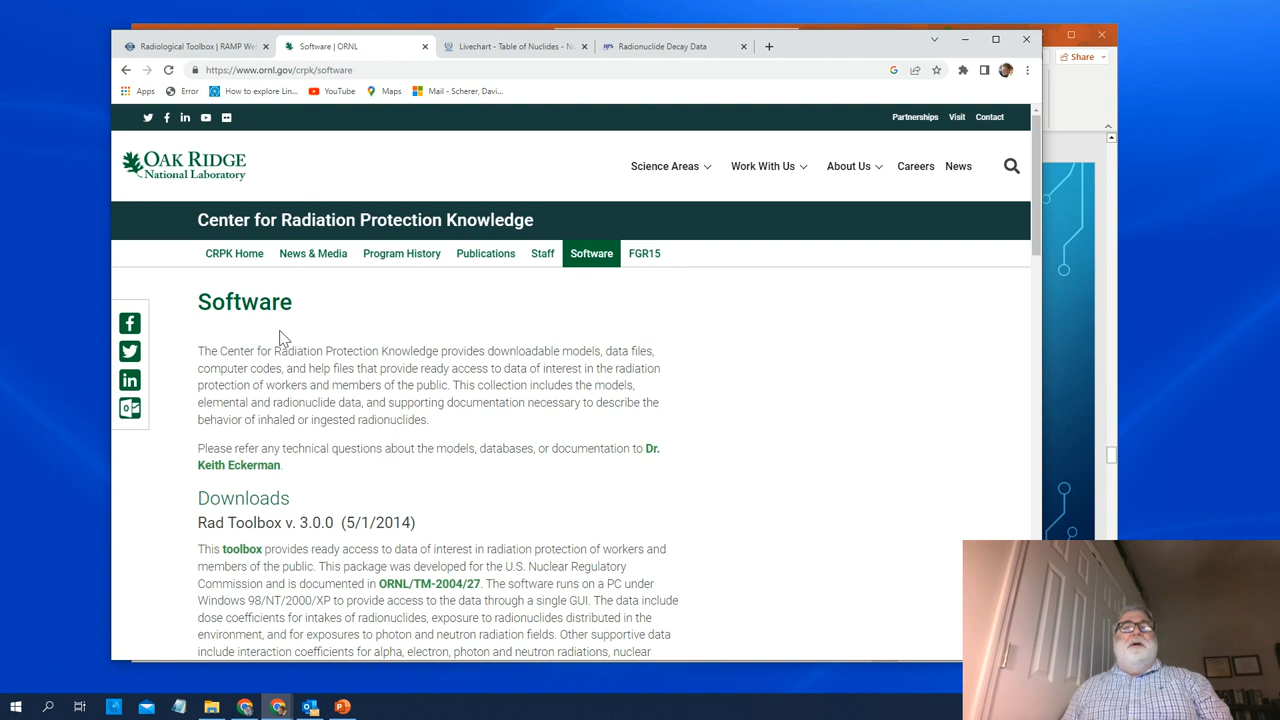 Radiological Toolbox | RAMP We
Software | ORNL
Livechart - Table of Nuclides - N
Radionuclide Decay Data
https://www.ornl.gov/crpk/software
Apps
Error
How to explore Lin...
YouTube
Maps
Mail - Scherer, Davi...
Share
Partnerships Visit Contact
OAK RIDGE
National Laboratory
Science Areas Work With Us About Us Careers News
Center for Radiation Protection Knowledge
CRPK Home News & Media Program History Publications Staff Software FGR15
Software
The Center for Radiation Protection Knowledge provides downloadable models, data files,
computer codes, and help files that provide ready access to data of interest in the radiation
protection of workers and members of the public. This collection includes the models,
elemental and radionuclide data, and supporting documentation necessary to describe the
behavior of inhaled or ingested radionuclides.
Please refer any technical questions about the models, databases, or documentation to Dr.
Keith Eckerman.
Downloads
Rad Toolbox v. 3.0.0 (5/1/2014)
This toolbox provides ready access to data of interest in radiation protection of workers and
members of the public. This package was developed for the U.S. Nuclear Regulatory
Commission and is documented in ORNL/TM-2004/27. The software runs on a PC under
Windows 98/NT/2000/XP to provide access to the data through a single GUI. The data include
dose coefficients for intakes of radionuclides, exposure to radionuclides distributed in the
environment, and for exposures to photon and neutron radiation fields. Other supportive data
include interaction coefficients for alpha, electron, photon and neutron radiations, nuclear